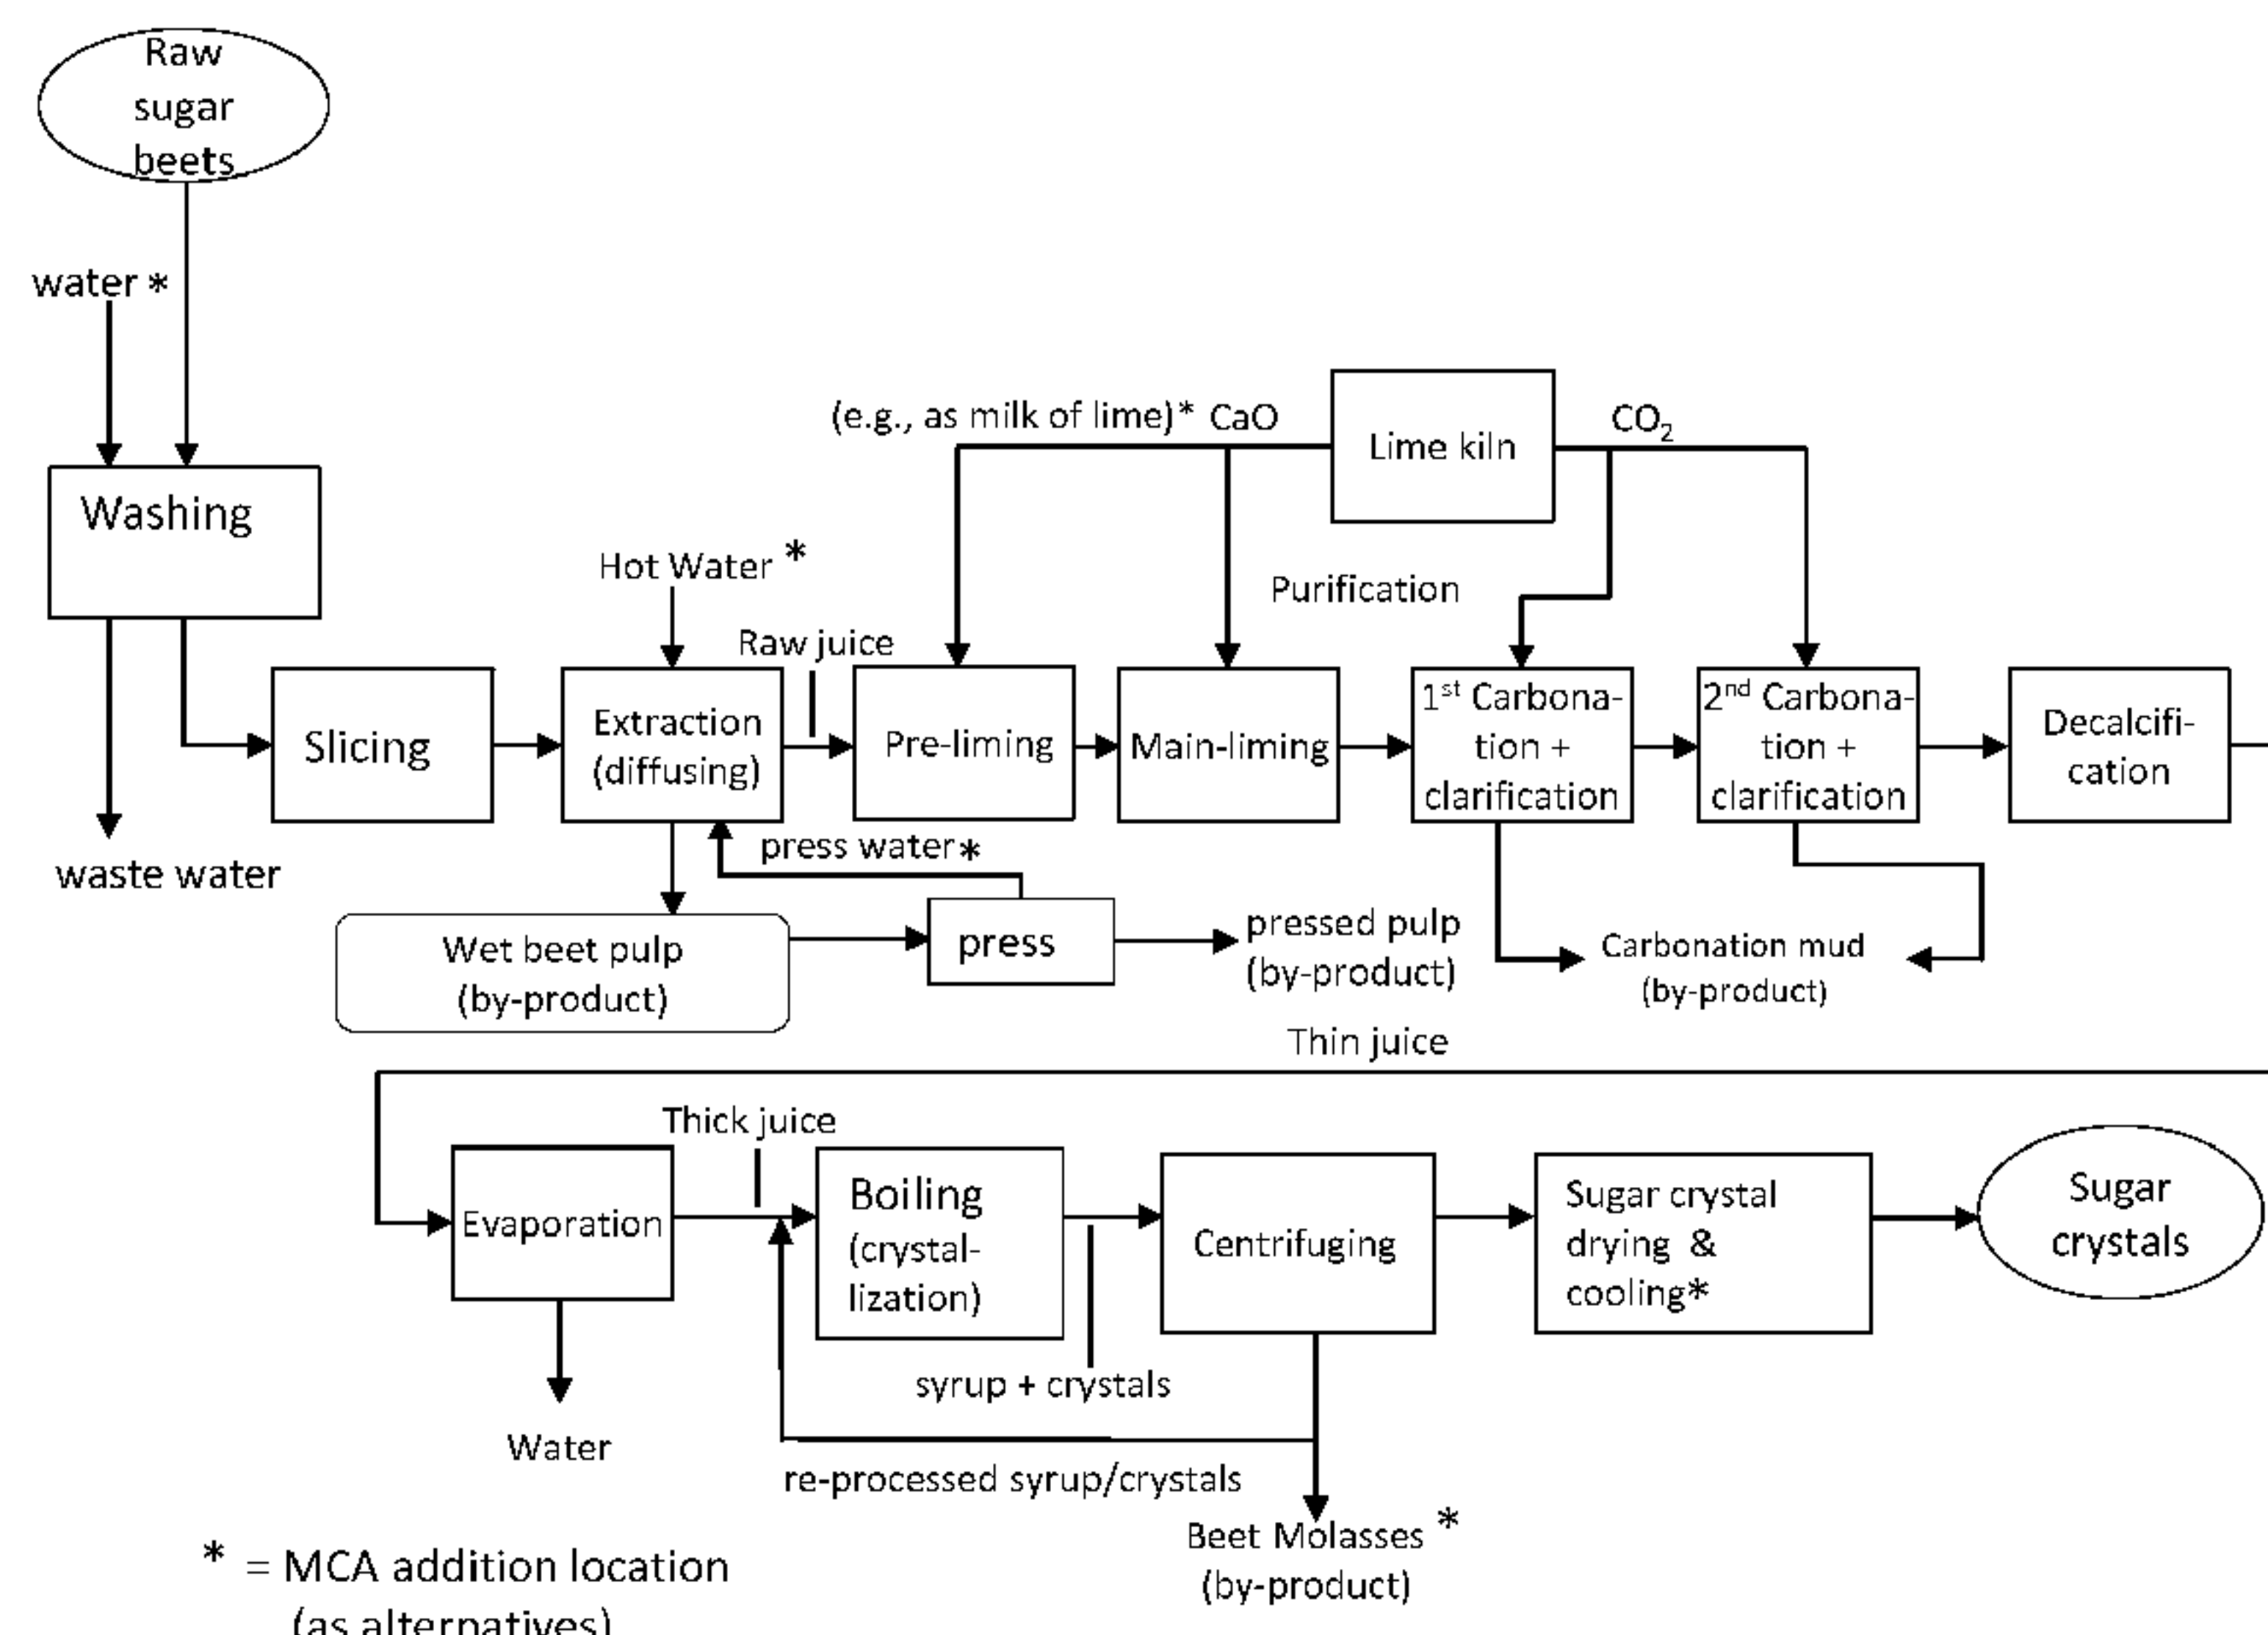 Raw
sugar
beets
water *
Washing
waste water
Slicing
Hot Water *
Extraction
(diffusing)
Raw juice
(e.g., as milk of lime)* CaO
Lime kiln
CO2
Purification
Pre-liming
Main-liming
1st Carbona-
tion +
clarification
2nd Carbona-
tion +
clarification
Decalcifi-
cation
press water*
Wet beet pulp
(by-product)
press
pressed pulp
(by-product)
Carbonation mud
(by-product)
Thin juice
Thick juice
Evaporation
Water
Boiling
(crystal-
lization)
syrup + crystals
Centrifuging
Sugar crystal
drying &
cooling*
Sugar
crystals
re-processed syrup/crystals
Beet Molasses *
(by-product)
* = MCA addition location
(as alternatives)